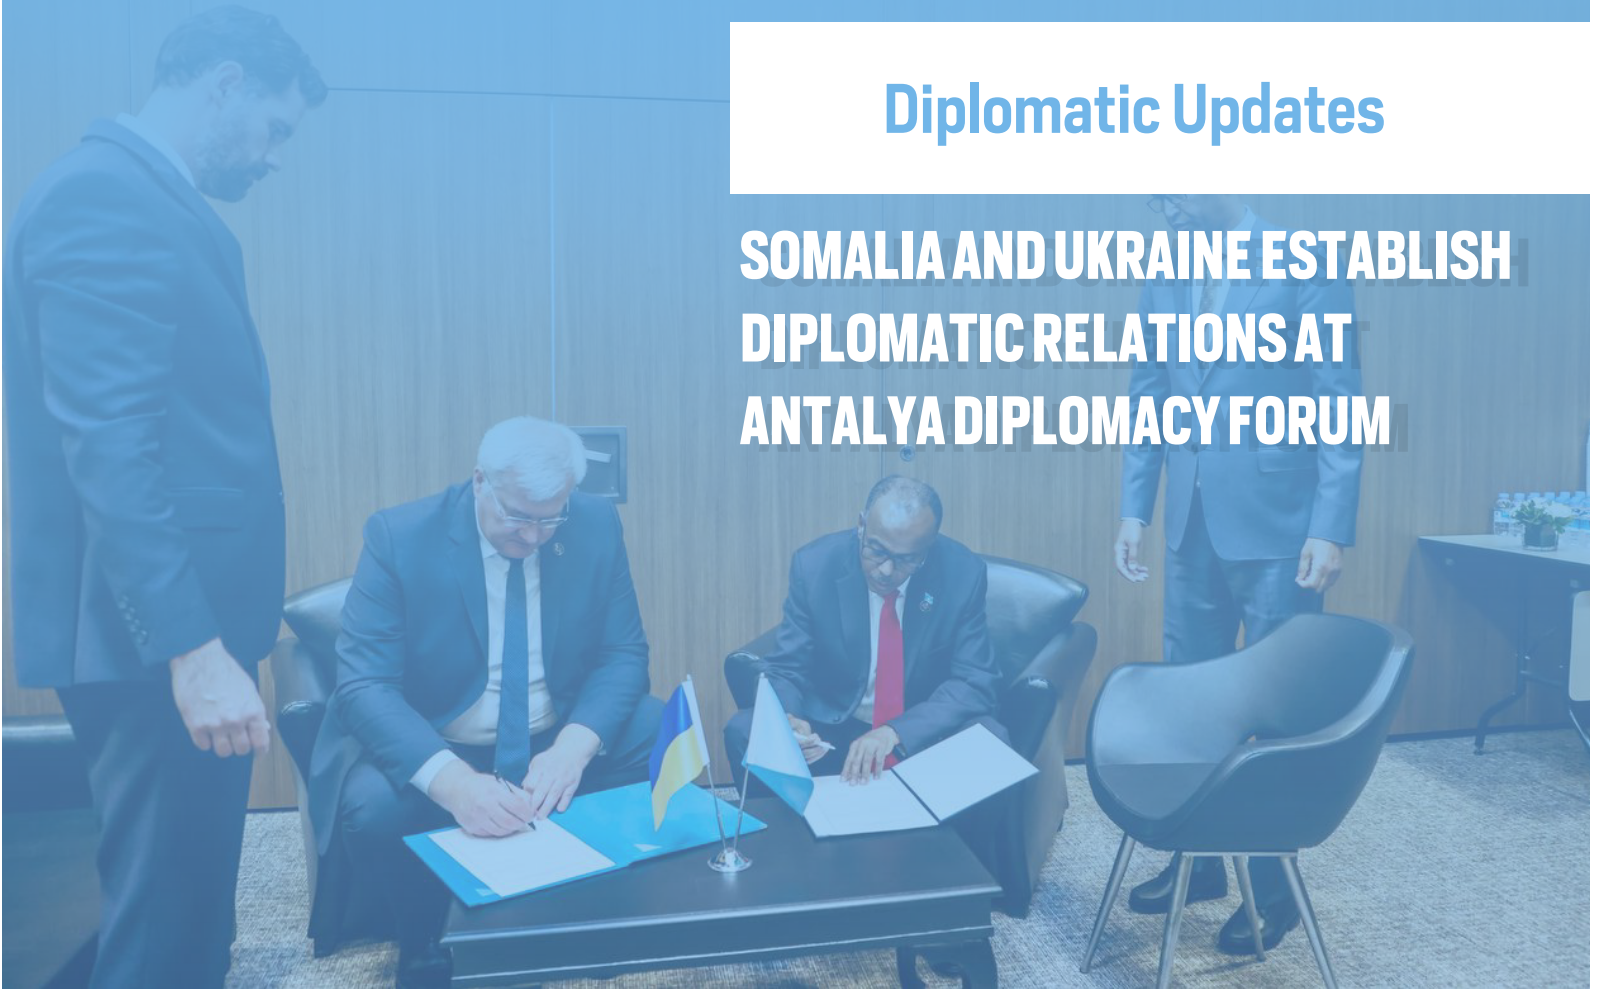 Diplomatic Updates
SOMALIA AND UKRAINE ESTABLISH
DIPLOMATIC RELATIONS AT
ANTALYA DIPLOMACY FORUM